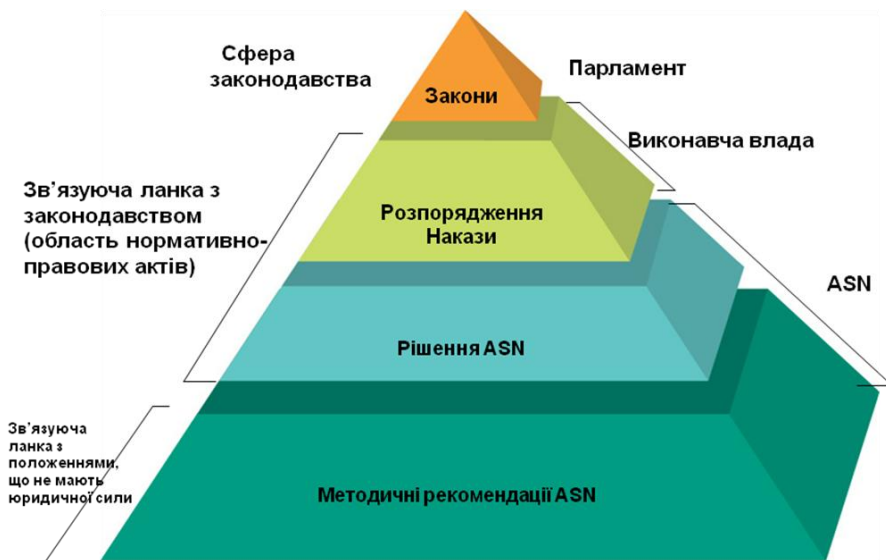 Сфера
законодавства
Парламент
Закони
Виконавча влада
Зв’язуюча ланка з
законодавством
(область нормативно-
правових актів)
Розпорядження
Накази
ASN
Рішення ASN
Зв’язуюча
ланка з
положеннями,
що не мають
юридичної сили
Методичні рекомендації ASN